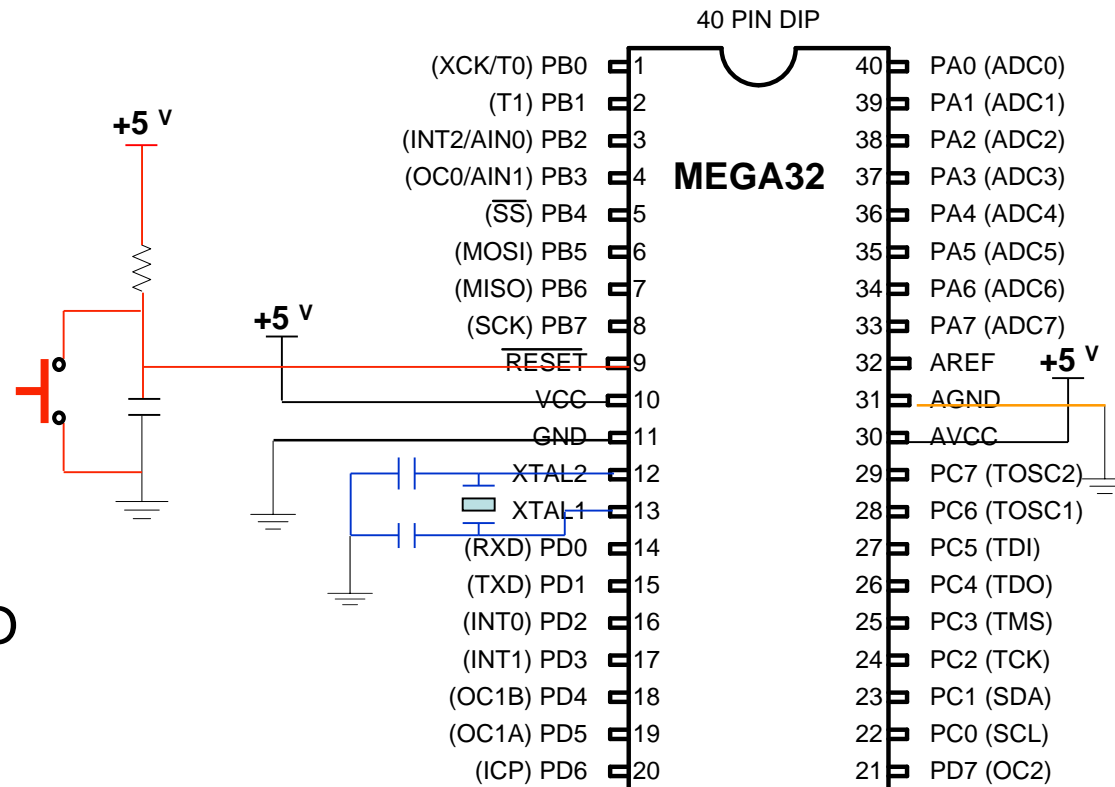 40 PIN DIP
(XCK/T0) PB0 1 40 PA0 (ADC0)
(T1) PB1 2 39 PA1 (ADC1)
+5 V
(INT2/AIN0) PB2 3 38 PA2 (ADC2)
MEGA32
(OC0/AIN1) PB3 4 37 PA3 (ADC3)
(SS) PB4 5 36 PA4 (ADC4)
(MOSI) PB5 6 35 PA5 (ADC5)
(MISO) PB6 7 34 PA6 (ADC6)
+5 V
(SCK) PB7 8 33 PA7 (ADC7)
RESET 9 32 AREF
+5 V
VCC 10 31 AGND
GND 11 30 AVCC
XTAL2 12 29 PC7 (TOSC2)
XTAL1 13 28 PC6 (TOSC1)
(RXD) PD0 14 27 PC5 (TDI)
(TXD) PD1 15 26 PC4 (TDO)
(INT0) PD2 16 25 PC3 (TMS)
(INT1) PD3 17 24 PC2 (TCK)
(OC1B) PD4 18 23 PC1 (SDA)
(OC1A) PD5 19 22 PC0 (SCL)
(ICP) PD6 20 21 PD7 (OC2)